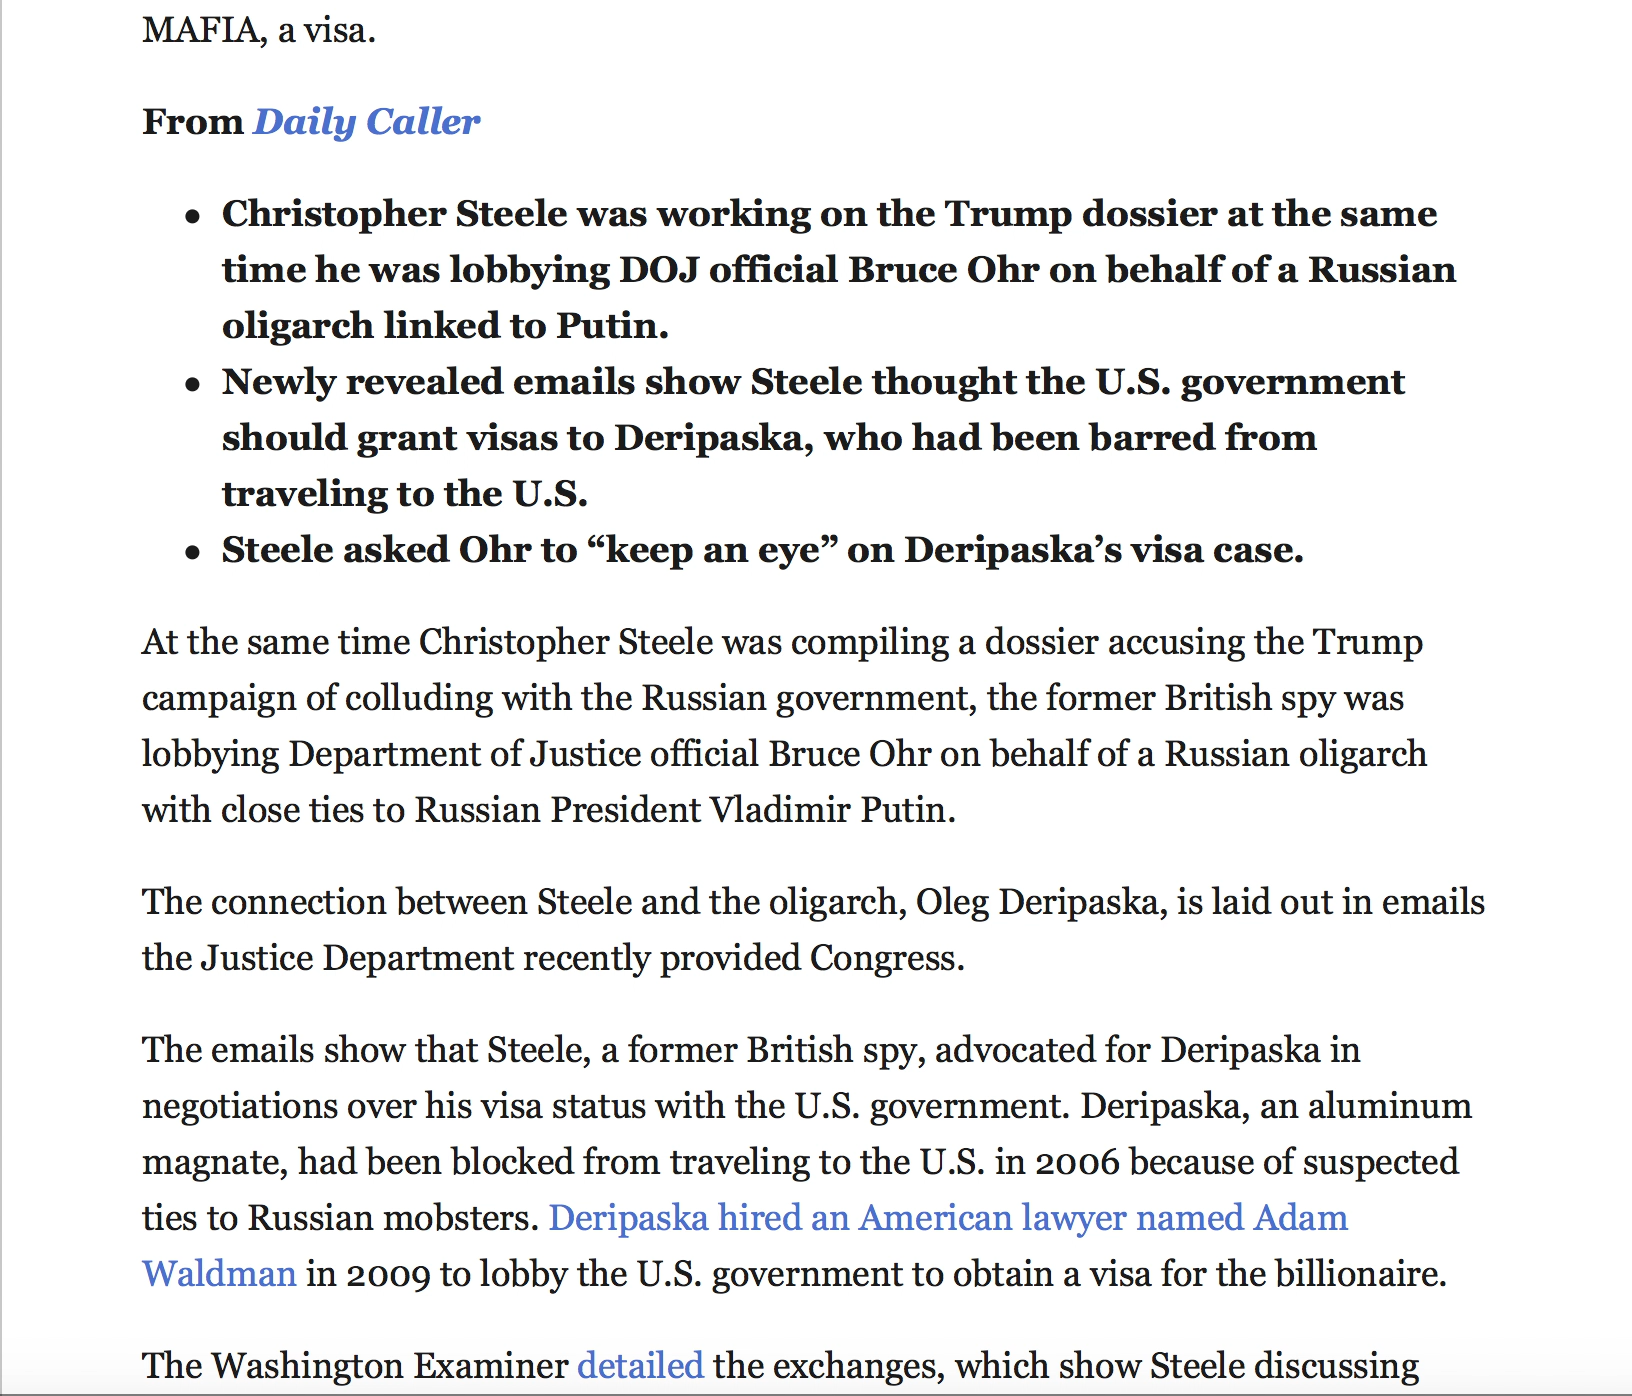 MAFIA, a visa.
From Daily Caller
• Christopher Steele was working on the Trump dossier at the same
time he was lobbying DOJ official Bruce Ohr on behalf of a Russian
oligarch linked to Putin.
• Newly revealed emails show Steele thought the U.S. government
should grant visas to Deripaska, who had been barred from
traveling to the U.S.
• Steele asked Ohr to “keep an eye” on Deripaska’s visa case.
At the same time Christopher Steele was compiling a dossier accusing the Trump
campaign of colluding with the Russian government, the former British spy was
lobbying Department of Justice official Bruce Ohr on behalf of a Russian oligarch
with close ties to Russian President Vladimir Putin.
The connection between Steele and the oligarch, Oleg Deripaska, is laid out in emails
the Justice Department recently provided Congress.
The emails show that Steele, a former British spy, advocated for Deripaska in
negotiations over his visa status with the U.S. government. Deripaska, an aluminum
magnate, had been blocked from traveling to the U.S. in 2006 because of suspected
ties to Russian mobsters. Deripaska hired an American lawyer named Adam
Waldman in 2009 to lobby the U.S. government to obtain a visa for the billionaire.
The Washington Examiner detailed the exchanges, which show Steele discussing